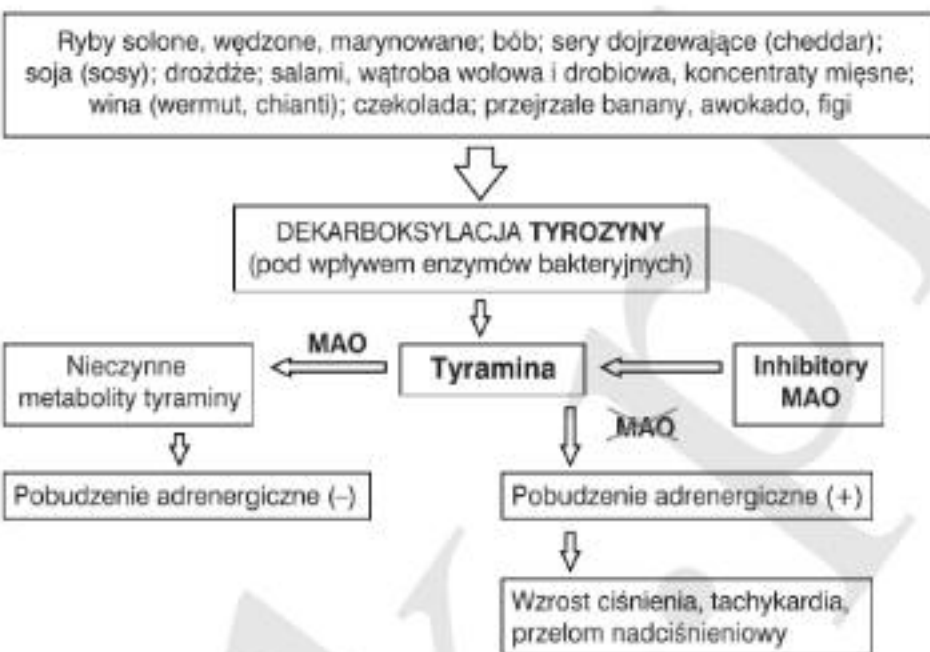 Ryby solone, wędzone, marynowane; bób; sery dojrzewające (cheddar);
soja (sosy); drożdże; salami, wątroba wołowa i drobiowa, koncentraty mięsne;
wina (wermut, chianti); czekolada; przejrzałe banany, awokado, figi
DEKARBOKSYLACJA TYROZYNY
(pod wpływem enzymów bakteryjnych)
Nieczynne
metabolity tyraminy
MAO
Tyramina
Inhibitory
MAO
MAO
Pobudzenie adrenergiczne (–)
Pobudzenie adrenergiczne (+)
Wzrost ciśnienia, tachykardia,
przełom nadciśnieniowy